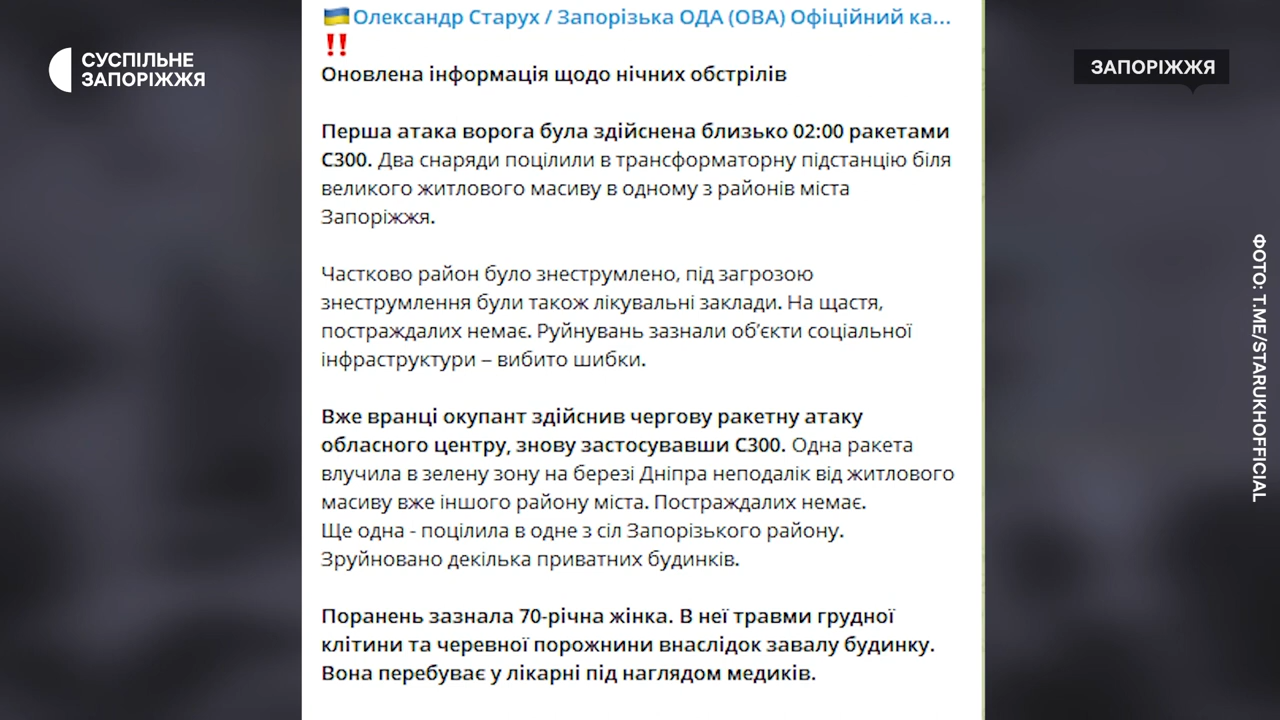 СУСПІЛЬНЕ
ЗАПОРІЖЖЯ
ЗАПОРІЖЖЯ
Олександр Старух / Запорізька ОДА (ОВА) Офіційний ка...
‼
Оновлена інформація щодо нічних обстрілів
Перша атака ворога була здійснена близько 02:00 ракетами
С300. Два снаряди поцілили в трансформаторну підстанцію біля
великого житлового масиву в одному з районів міста
Запоріжжя.
Частково район було знеструмлено, під загрозою
знеструмлення були також лікувальні заклади. На щастя,
постраждалих немає. Руйнувань зазнали об’єкти соціальної
інфраструктури – вибито шибки.
Вже вранці окупант здійснив чергову ракетну атаку
обласного центру, знову застосувавши С300. Одна ракета
влучила в зелену зону на березі Дніпра неподалік від житлового
масиву вже іншого району міста. Постраждалих немає.
Ще одна - поцілила в одне з сіл Запорізького району.
Зруйновано декілька приватних будинків.
Поранень зазнала 70-річна жінка. В неї травми грудної
клітини та черевної порожнини внаслідок завалу будинку.
Вона перебуває у лікарні під наглядом медиків.
ФОТО: T.ME/STARUKHOFFICIAL